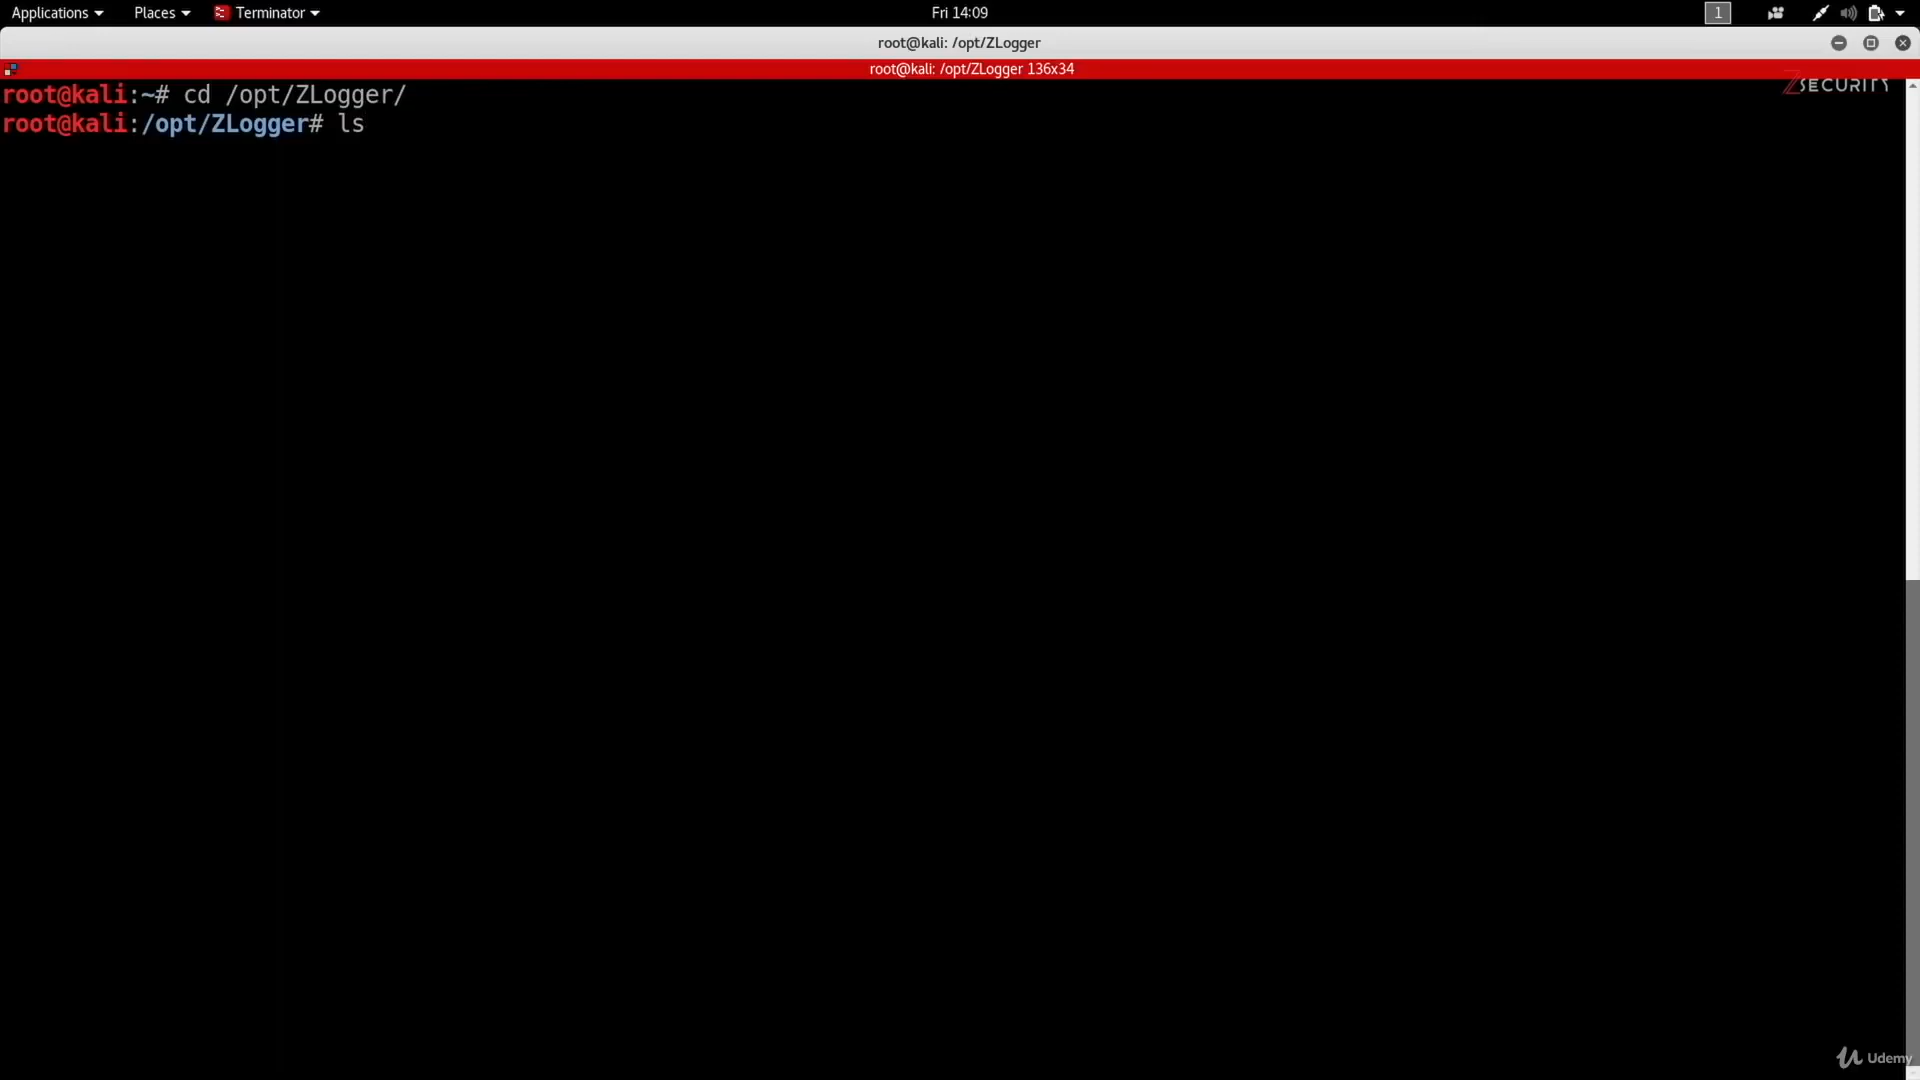 Applications Places Terminator Fri 14:09 1
root@kali: /opt/ZLogger
root@kali: /opt/ZLogger 136x34
ZSECURITY
root@kali:~# cd /opt/ZLogger/
root@kali:/opt/ZLogger# ls
Udemy